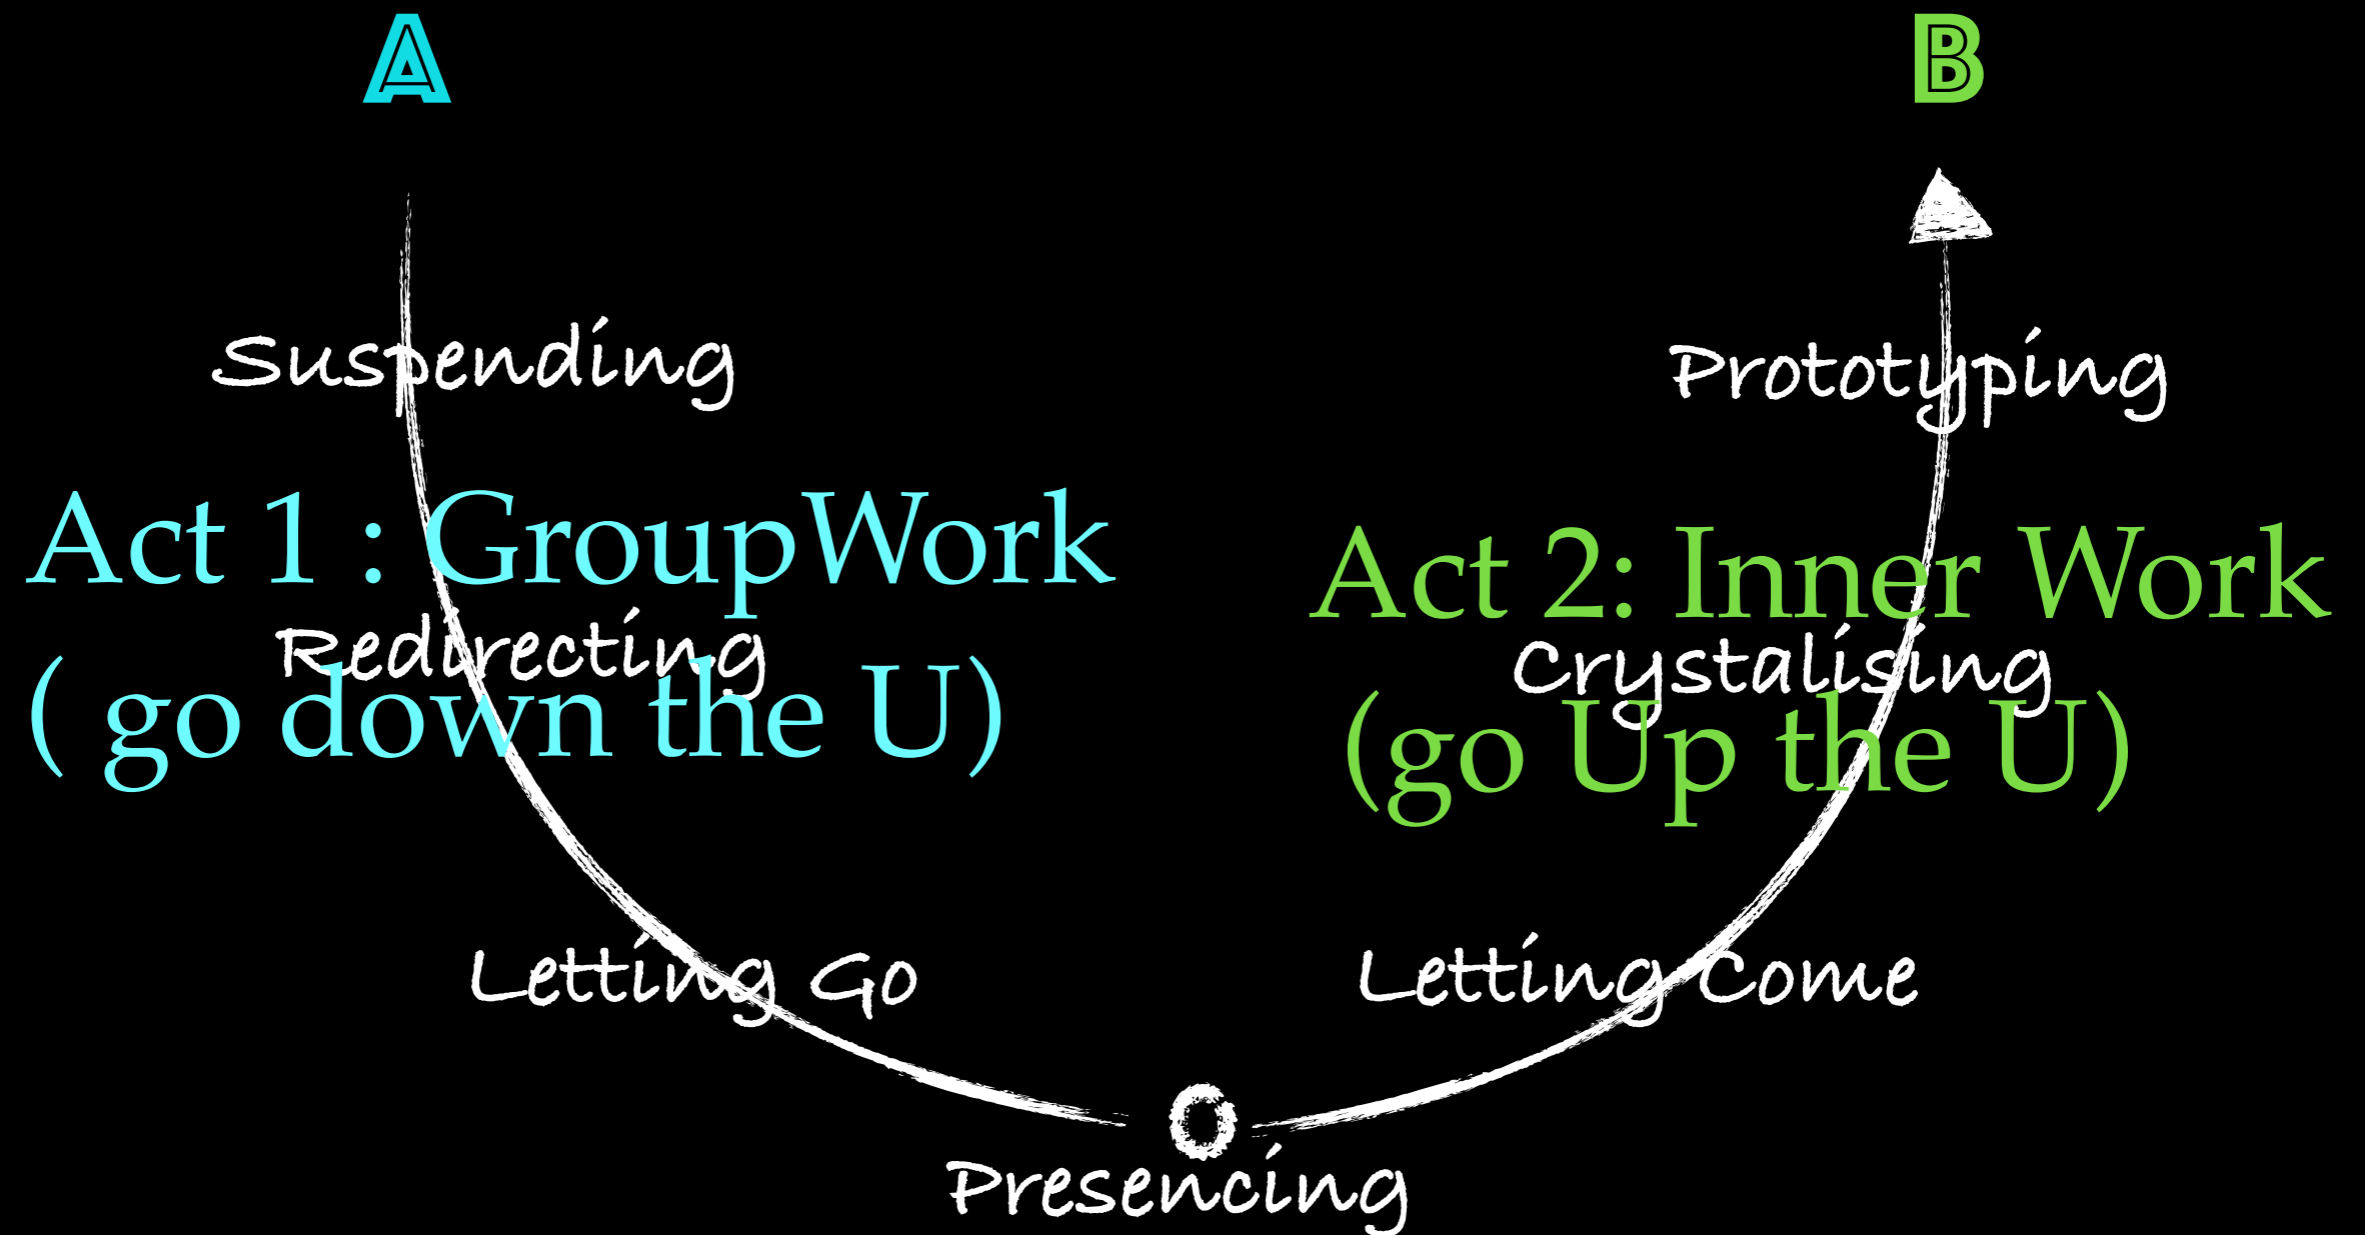 A
B
Suspending
Prototyping
Act 1 : GroupWork
Act 2: Inner Work
Redirecting
Crystalising
( go down the U)
(go Up the U)
Letting Go
Letting Come
Presencing